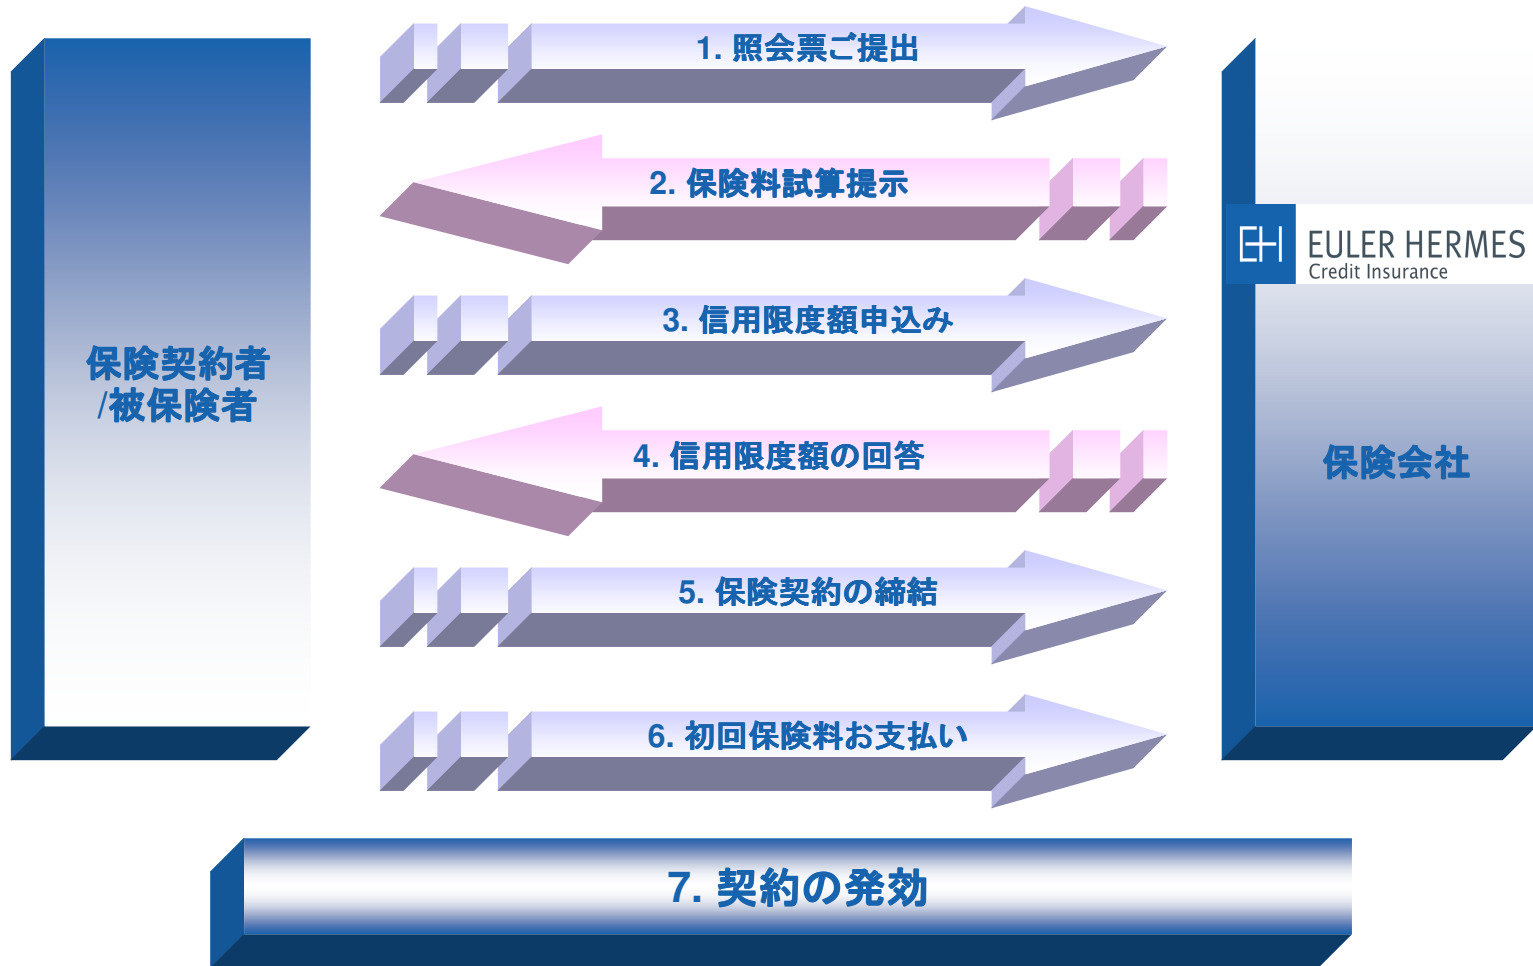 1. 照会票ご提出
2. 保険料試算提示
EULER HERMES
Credit Insurance
3. 信用限度額申込み
保険契約者
/被保険者
4. 信用限度額の回答
保険会社
5. 保険契約の締結
6. 初回保険料お支払い
7. 契約の発効